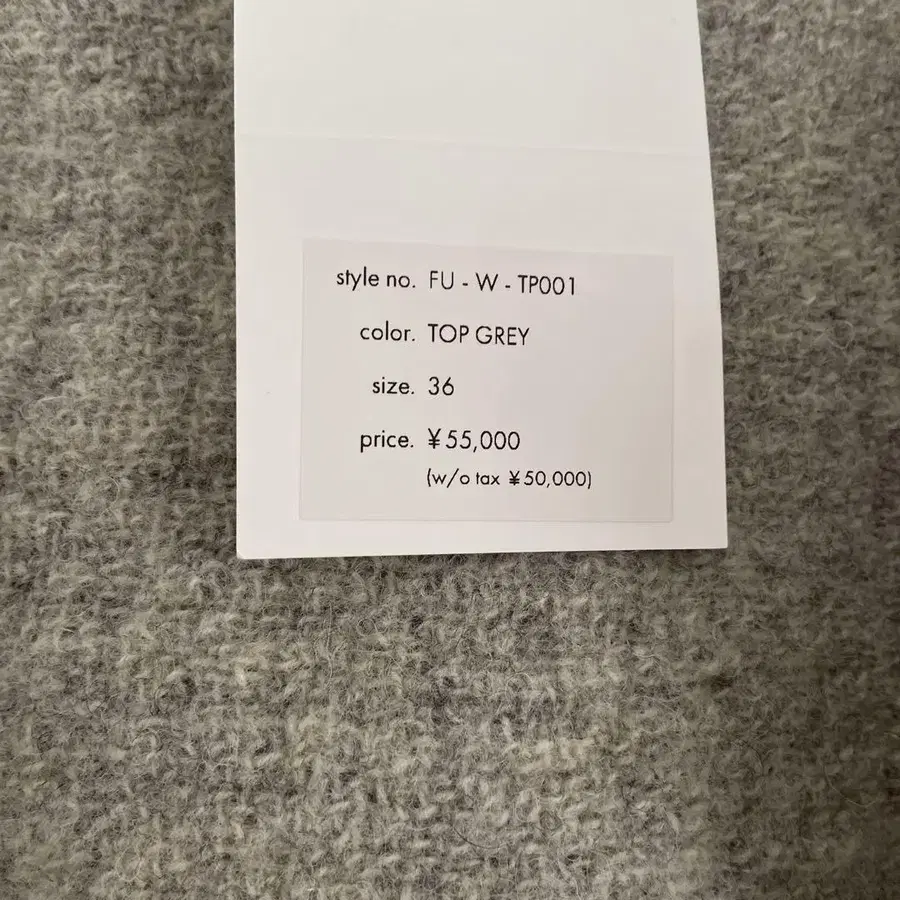 style no. FU - W - TP001
color. TOP GREY
size. 36
price. ¥55,000
(w/o tax ¥50,000)